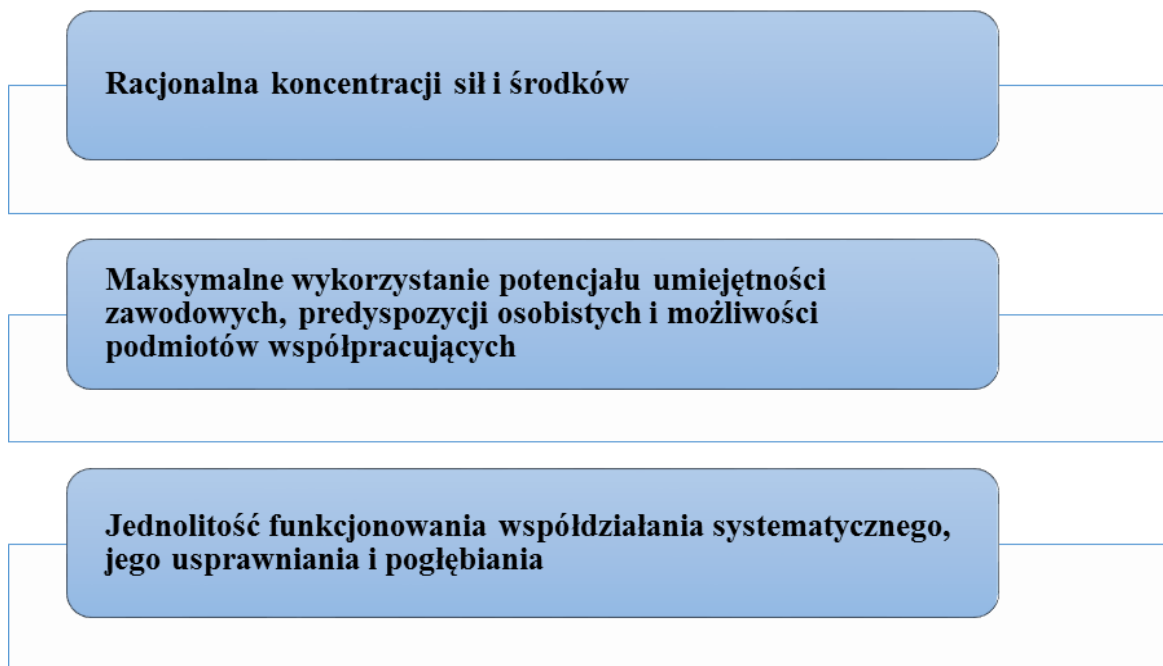 Racjonalna koncentracji sił i środków
Maksymalne wykorzystanie potencjału umiejętności
zawodowych, predyspozycji osobistych i możliwości
podmiotów współpracujących
Jednolitość funkcjonowania współdziałania systematycznego,
jego usprawniania i pogłębiania